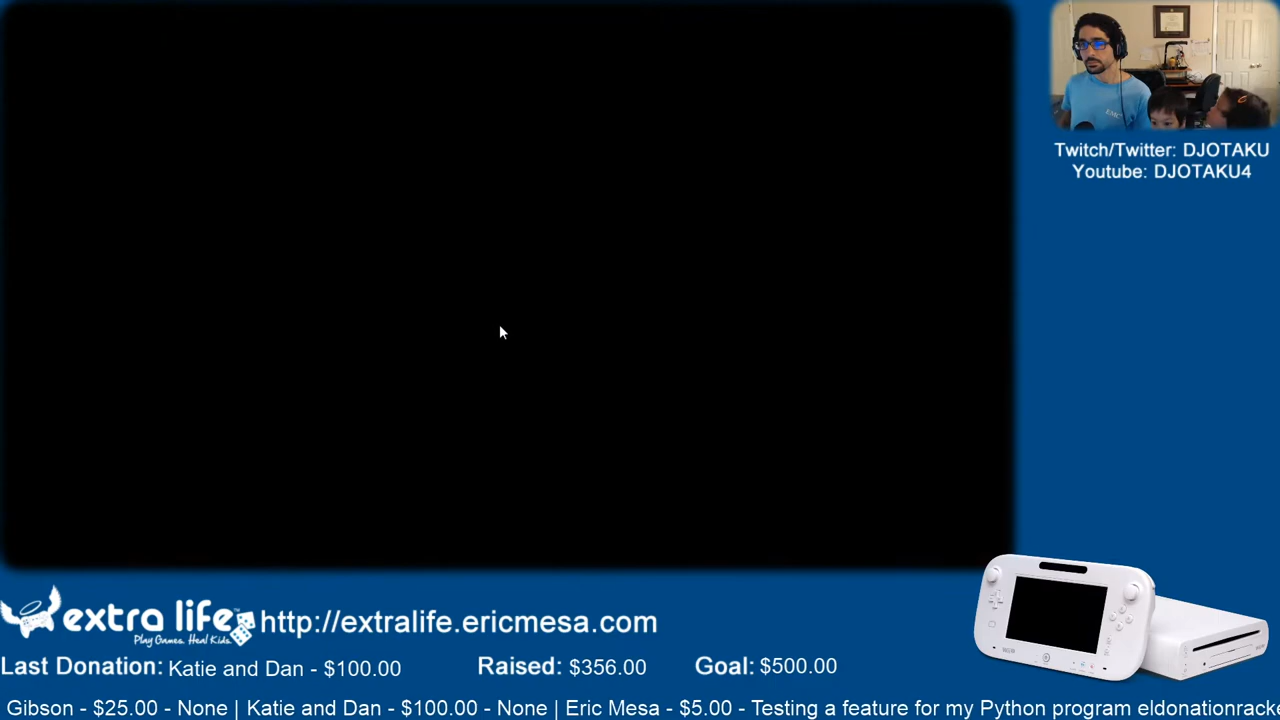 Twitch/Twitter: DJOTAKU
Youtube: DJOTAKU4
EMC
extra life
Play Games. Heal Kids.
http://extralife.ericmesa.com
Last Donation: Katie and Dan - $100.00 Raised: $356.00 Goal: $500.00
Gibson - $25.00 - None | Katie and Dan - $100.00 - None | Eric Mesa - $5.00 - Testing a feature for my Python program eldonationtracke